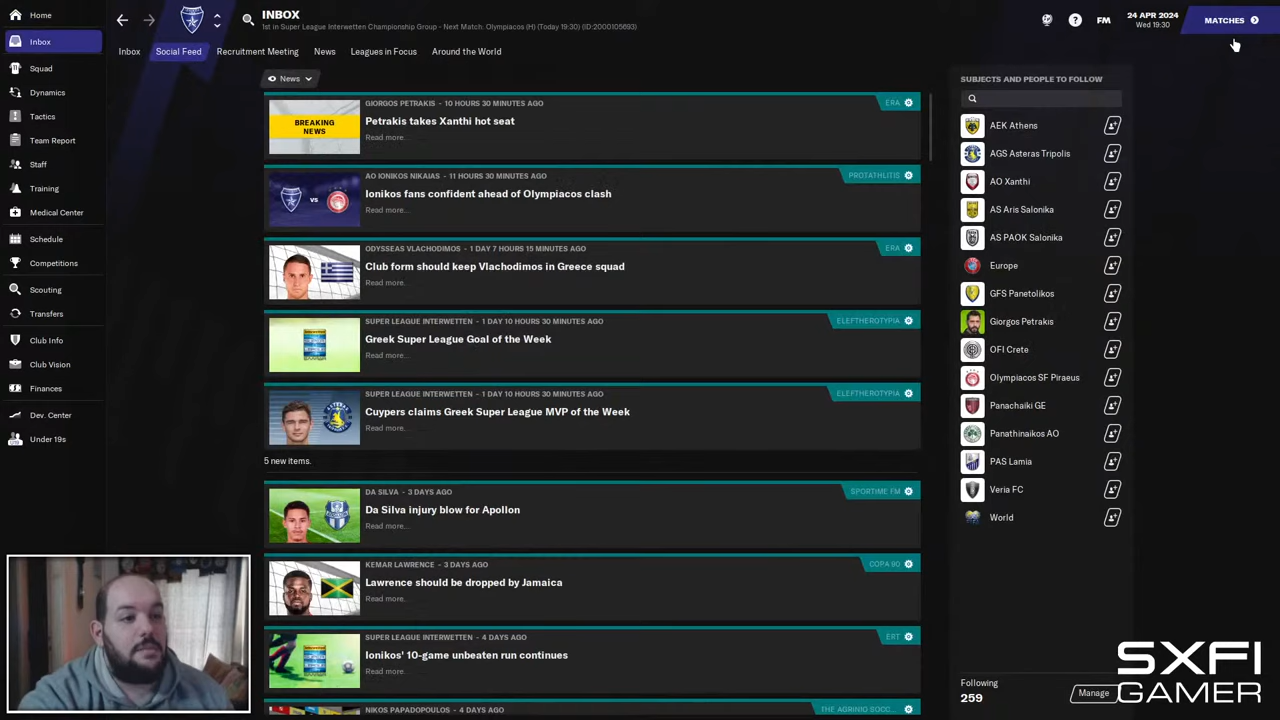 Home
Inbox
Squad
Dynamics
Tactics
Team Report
Staff
Training
Medical Center
Schedule
Competitions
Scouting
Transfers
Club Info
Club Vision
Finances
Dev. Center
Under 19s
INBOX
1st in Super League Interwetten Championship Group - Next Match: Olympiacos (H) (Today 19:30) (ID:2000105693)
FM
24 APR 2024
Wed 19:30
MATCHES
Inbox
Social Feed
Recruitment Meeting
News
Leagues in Focus
Around the World
News
BREAKING
NEWS
GIORGOS PETRAKIS - 10 HOURS 30 MINUTES AGO
ERA
Petrakis takes Xanthi hot seat
Read more...
VS
AO IONIKOS NIKAIAS - 11 HOURS 30 MINUTES AGO
PROTATHLITIS
Ionikos fans confident ahead of Olympiacos clash
Read more...
ODYSSEAS VLACHODIMOS - 1 DAY 7 HOURS 15 MINUTES AGO
ERA
Club form should keep Vlachodimos in Greece squad
Read more...
SUPER LEAGUE INTERWETTEN - 1 DAY 10 HOURS 30 MINUTES AGO
ELEFTHEROTYPIA
Greek Super League Goal of the Week
Read more...
SUPER LEAGUE INTERWETTEN - 1 DAY 10 HOURS 30 MINUTES AGO
ELEFTHEROTYPIA
Cuypers claims Greek Super League MVP of the Week
Read more...
5 new items.
DA SILVA - 3 DAYS AGO
SPORTIME FM
Da Silva injury blow for Apollon
Read more...
KEMAR LAWRENCE - 3 DAYS AGO
COPA 90
Lawrence should be dropped by Jamaica
Read more...
SUPER LEAGUE INTERWETTEN - 4 DAYS AGO
ERT
Ionikos' 10-game unbeaten run continues
Read more...
NIKOS PAPADOPOULOS - 4 DAYS AGO
THE AGRINIO SOCC...
SUBJECTS AND PEOPLE TO FOLLOW
AEK Athens
AGS Asteras Tripolis
AO Xanthi
AS Aris Salonika
AS PAOK Salonika
Europe
GFS Panetolikos
Giorgos Petrakis
OFI Crete
Olympiacos SF Piraeus
Panachaiki GE
Panathinaikos AO
PAS Lamia
Veria FC
World
Following
259
Manage
SXFI
GAMER